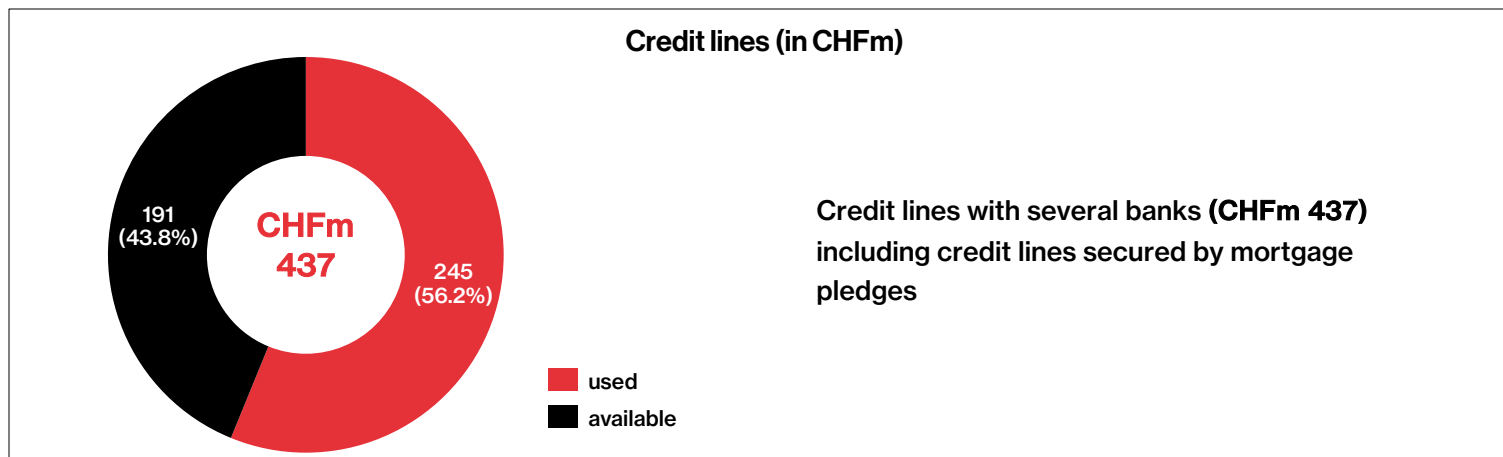 Credit lines (in CHFm)
191
(43.8%)
CHFm
437
245
(56.2%)
used
available
Credit lines with several banks (CHFm 437)
including credit lines secured by mortgage
pledges